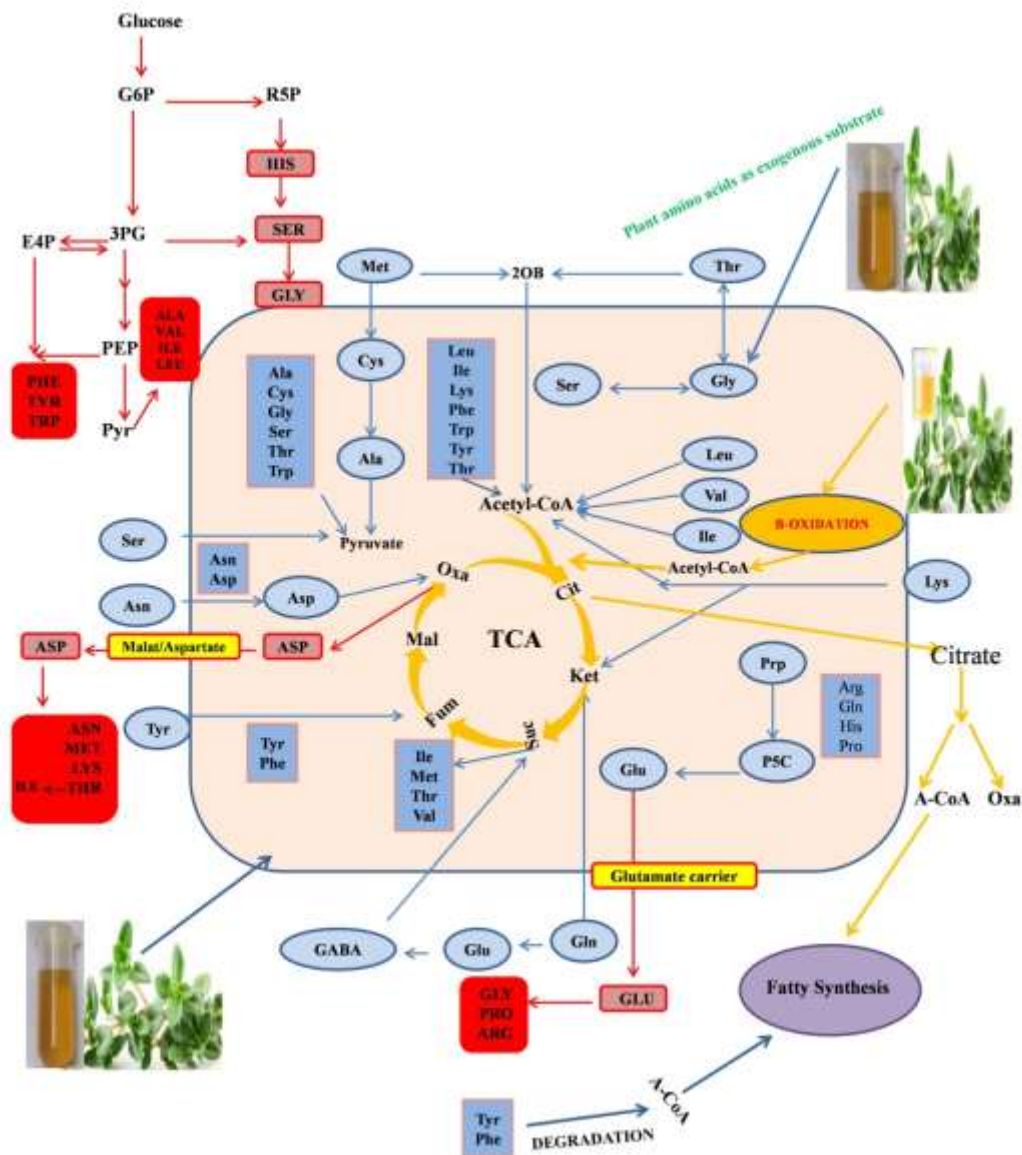 Glucose
G6P
R5P
HIS
E4P
3PG
SER
GLY
PEP
ALA
VAL
ILE
LEU
PHE
TYR
TRP
Pyr
Plant amino acids as exogenous substrate
Met
2OB
Thr
Cys
Ala
Cys
Gly
Ser
Thr
Trp
Leu
Ile
Lys
Phe
Trp
Tyr
Thr
Ser
Gly
Ala
Leu
Val
Ile
Acetyl-CoA
B-OXIDATION
Ser
Pyruvate
Acetyl-CoA
Lys
Asn
Asp
Asn
Asp
Oxa
Cit
Mal
TCA
Ket
Fum
Suc
ASP
Malat/Aspartate
ASP
Citrate
Prp
Arg
Gln
His
Pro
ASN
MET
LYS
ILE <--THR
Tyr
Tyr
Phe
Ile
Met
Thr
Val
Glu
P5C
A-CoA
Oxa
Glutamate carrier
GABA
Glu
Gln
GLY
PRO
ARG
GLU
Fatty Synthesis
Tyr
Phe
DEGRADATION
A-CoA